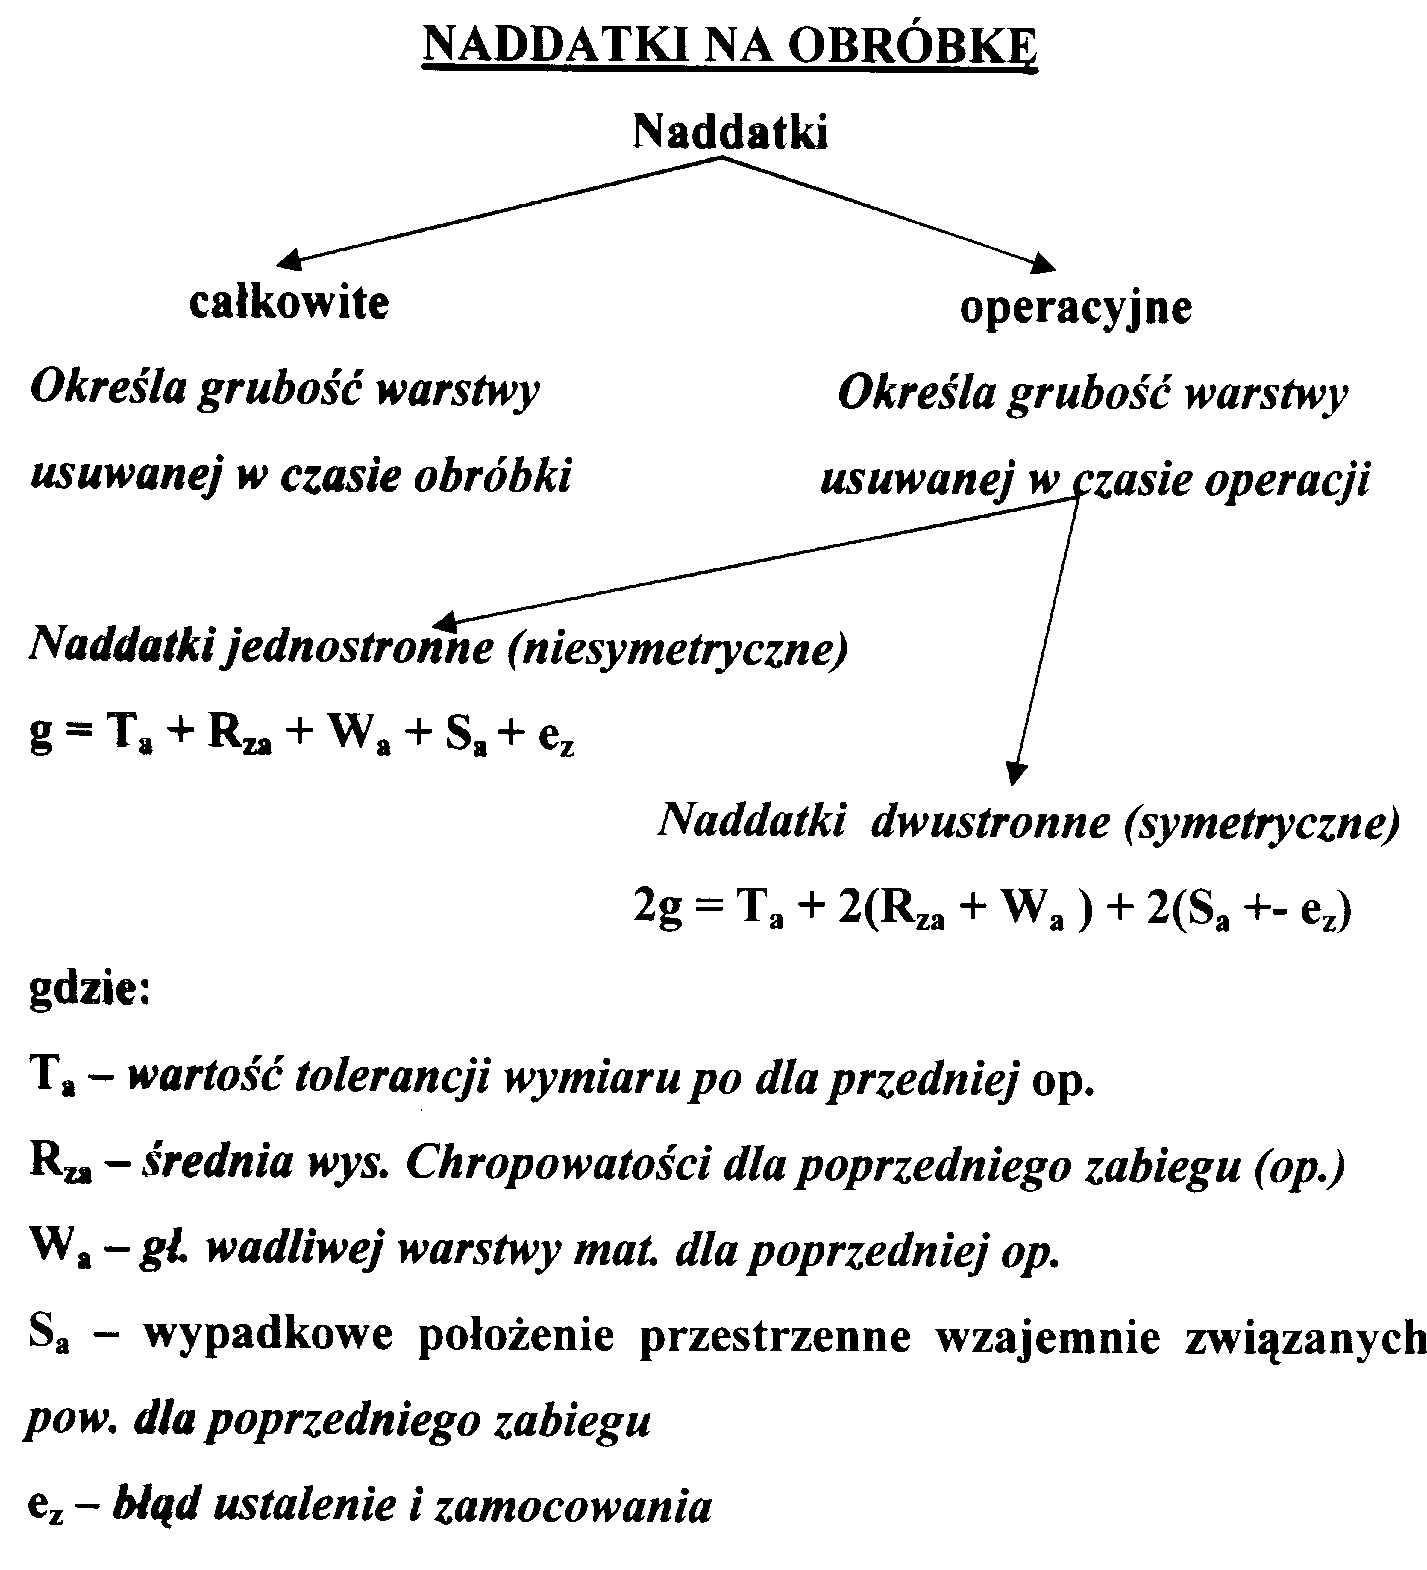 NADDATKI NA OBRÓBKĘ
Naddatki
całkowite
operacyjne
Określa grubość warstwy
usuwanej w czasie obróbki
Określa grubość warstwy
usuwanej w czasie operacji
Naddatki jednostronne (niesymetryczne)
g = Ta + Rza + Wa + Sa + ez
Naddatki dwustronne (symetryczne)
2g = Ta + 2(Rza + Wa ) + 2(Sa +- ez)
gdzie:
Ta – wartość tolerancji wymiaru po dla przedniej op.
Rza – średnia wys. Chropowatości dla poprzedniego zabiegu (op.)
Wa – gł. wadliwej warstwy mat. dla poprzedniej op.
Sa – wypadkowe położenie przestrzenne wzajemnie związanych
pow. dla poprzedniego zabiegu
ez – błąd ustalenie i zamocowania